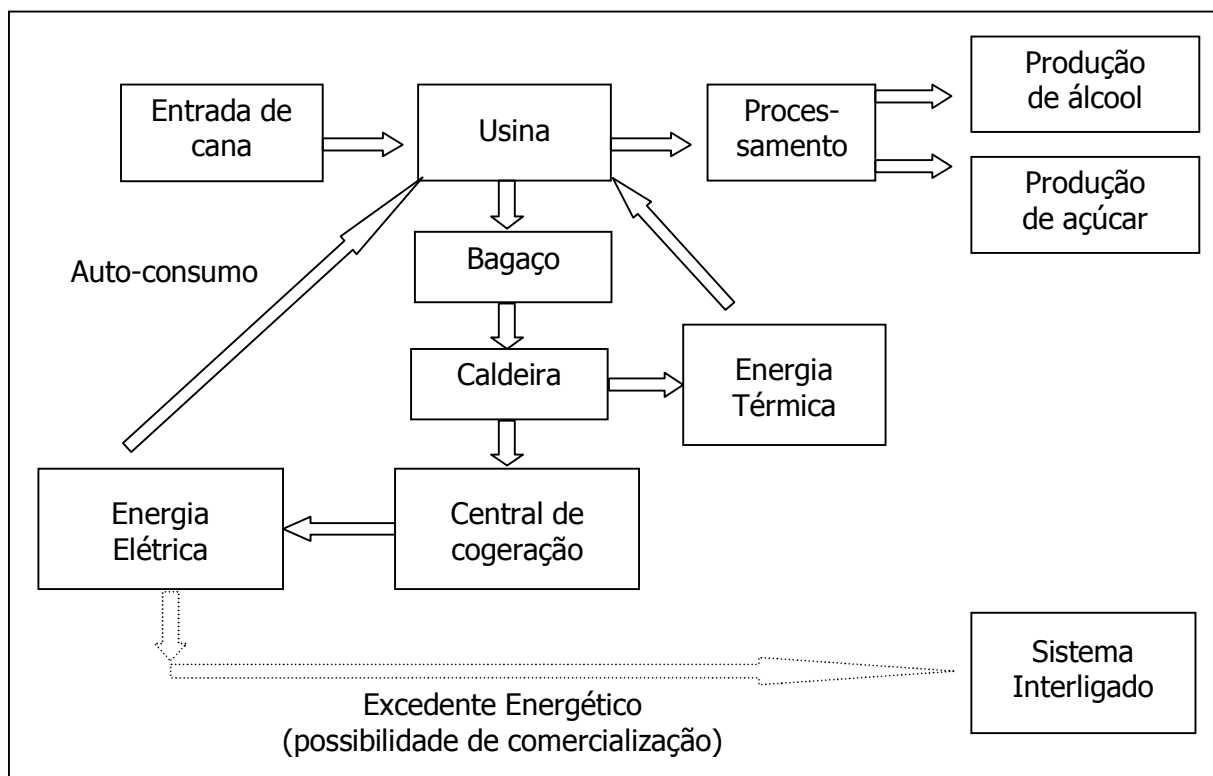 Entrada de
cana
Usina
Proces-
samento
Produção
de álcool
Produção
de açúcar
Bagaço
Auto-consumo
Caldeira
Energia
Térmica
Energia
Elétrica
Central de
cogeração
Sistema
Interligado
Excedente Energético
(possibilidade de comercialização)